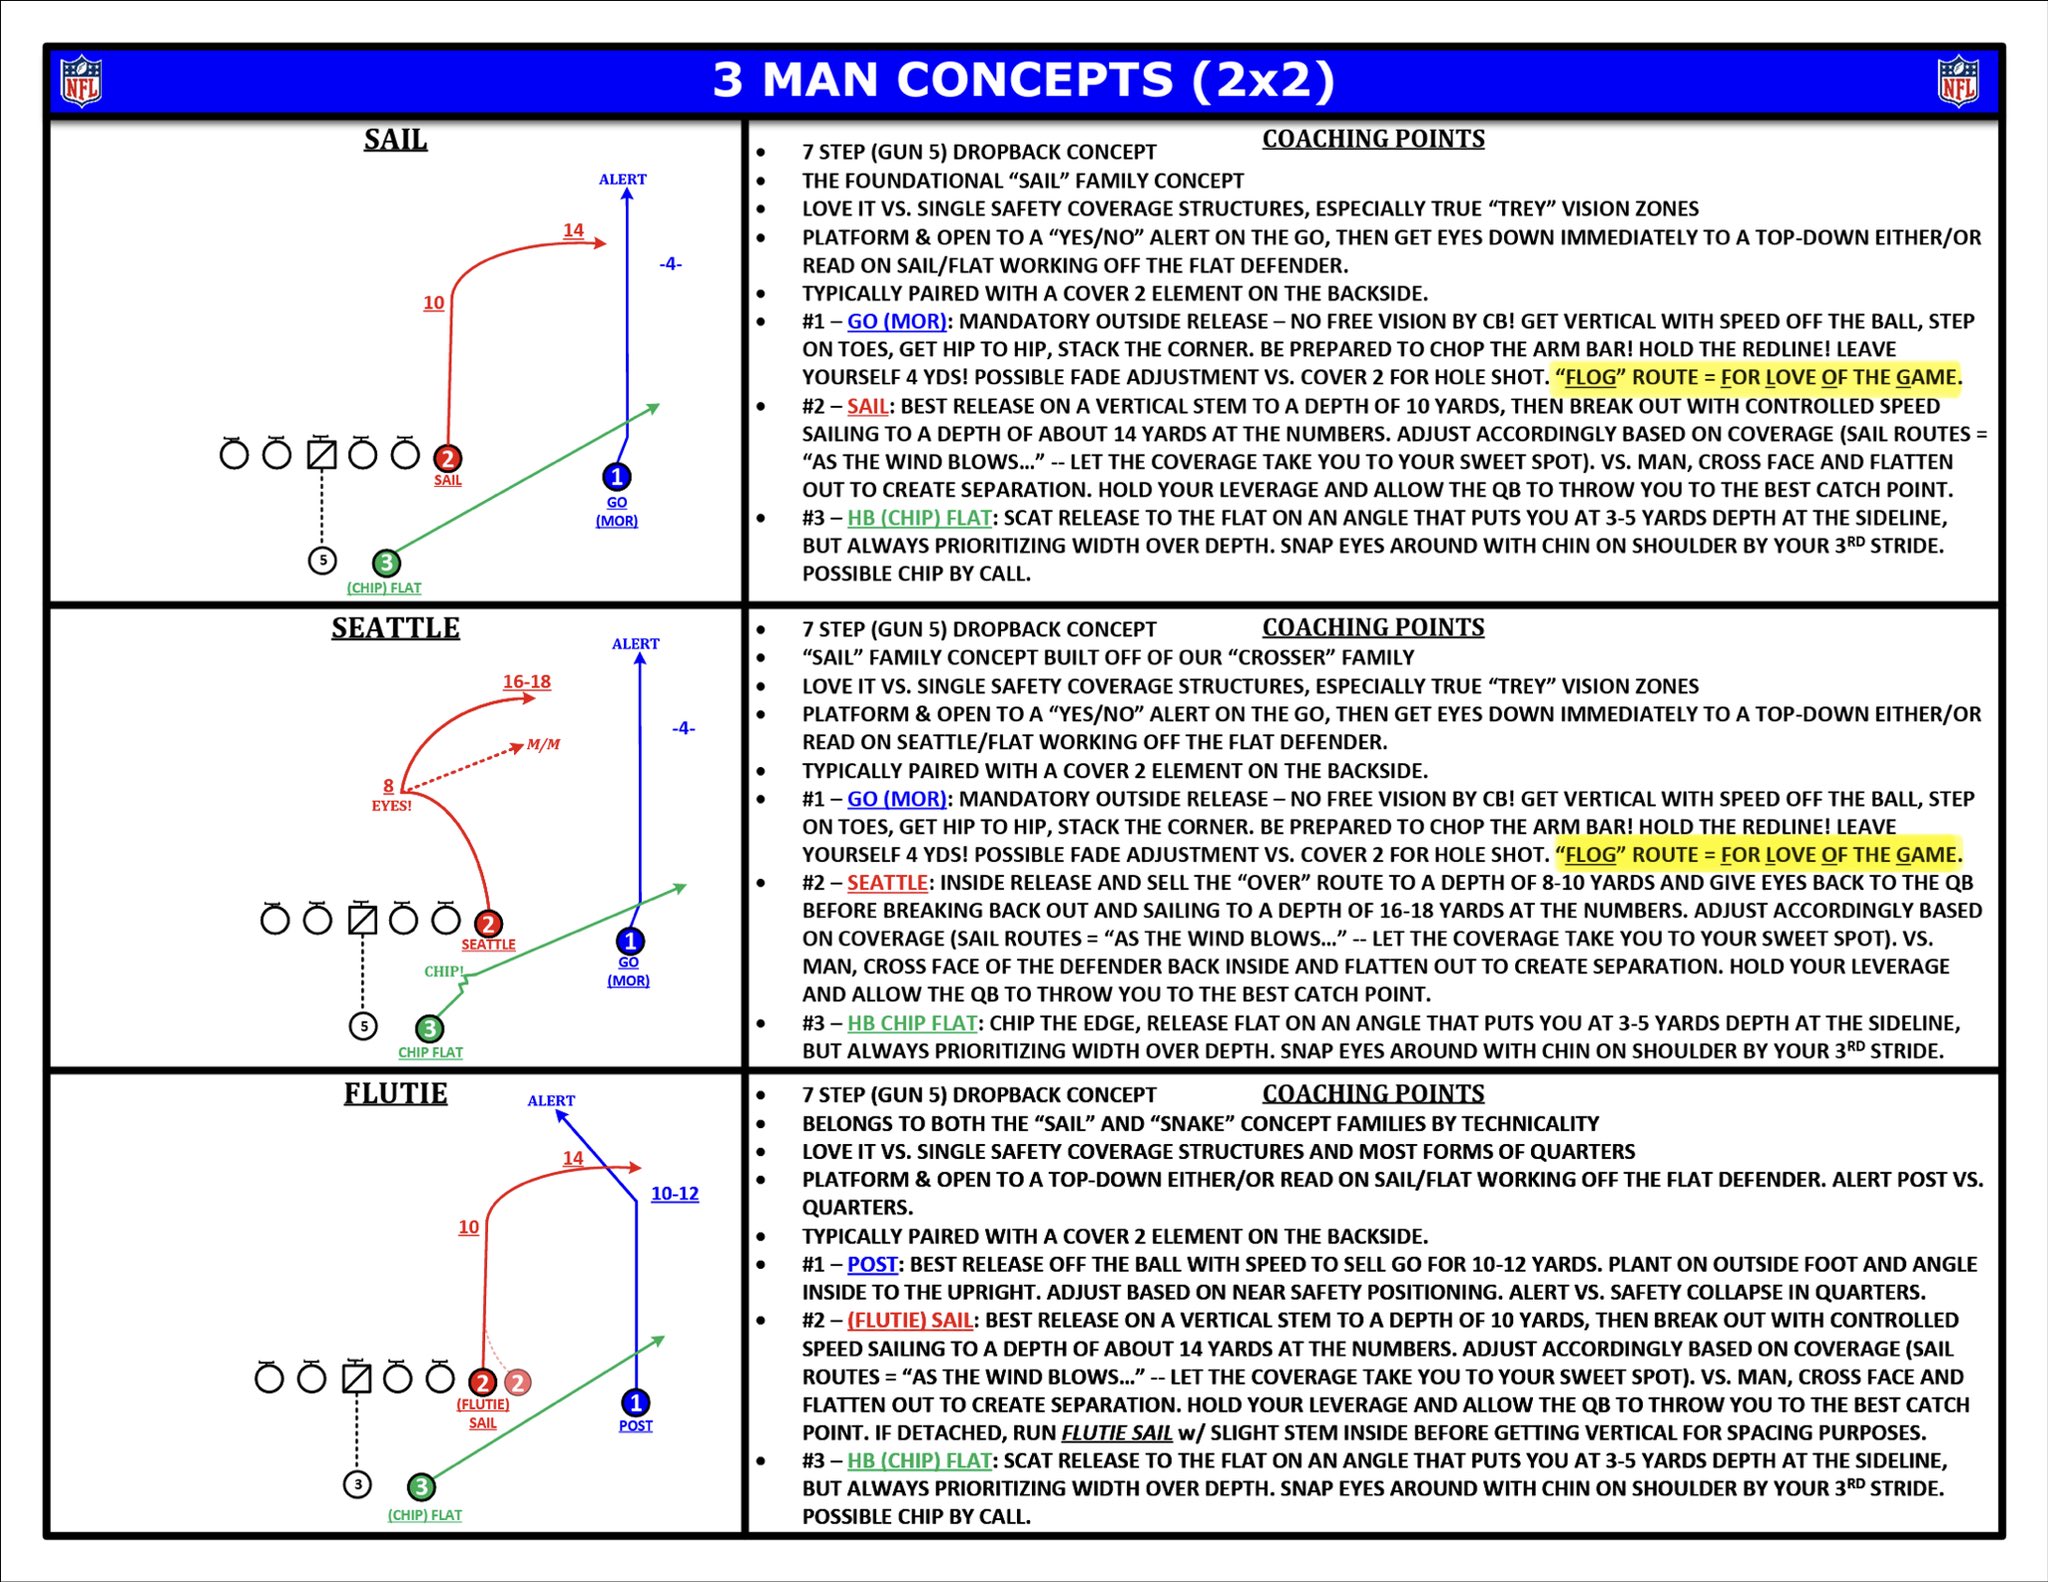 NFL
3 MAN CONCEPTS (2x2)
NFL
SAIL
ALERT
14
-4-
10
2
SAIL
1
GO
(MOR)
5
3
(CHIP) FLAT
COACHING POINTS
• 7 STEP (GUN 5) DROPBACK CONCEPT
• THE FOUNDATIONAL “SAIL” FAMILY CONCEPT
• LOVE IT VS. SINGLE SAFETY COVERAGE STRUCTURES, ESPECIALLY TRUE “TREY” VISION ZONES
• PLATFORM & OPEN TO A “YES/NO” ALERT ON THE GO, THEN GET EYES DOWN IMMEDIATELY TO A TOP-DOWN EITHER/OR
READ ON SAIL/FLAT WORKING OFF THE FLAT DEFENDER.
• TYPICALLY PAIRED WITH A COVER 2 ELEMENT ON THE BACKSIDE.
• #1 – GO (MOR): MANDATORY OUTSIDE RELEASE – NO FREE VISION BY CB! GET VERTICAL WITH SPEED OFF THE BALL, STEP
ON TOES, GET HIP TO HIP, STACK THE CORNER. BE PREPARED TO CHOP THE ARM BAR! HOLD THE REDLINE! LEAVE
YOURSELF 4 YDS! POSSIBLE FADE ADJUSTMENT VS. COVER 2 FOR HOLE SHOT. “FLOG” ROUTE = FOR LOVE OF THE GAME.
• #2 – SAIL: BEST RELEASE ON A VERTICAL STEM TO A DEPTH OF 10 YARDS, THEN BREAK OUT WITH CONTROLLED SPEED
SAILING TO A DEPTH OF ABOUT 14 YARDS AT THE NUMBERS. ADJUST ACCORDINGLY BASED ON COVERAGE (SAIL ROUTES =
“AS THE WIND BLOWS…” -- LET THE COVERAGE TAKE YOU TO YOUR SWEET SPOT). VS. MAN, CROSS FACE AND FLATTEN
OUT TO CREATE SEPARATION. HOLD YOUR LEVERAGE AND ALLOW THE QB TO THROW YOU TO THE BEST CATCH POINT.
• #3 – HB (CHIP) FLAT: SCAT RELEASE TO THE FLAT ON AN ANGLE THAT PUTS YOU AT 3-5 YARDS DEPTH AT THE SIDELINE,
BUT ALWAYS PRIORITIZING WIDTH OVER DEPTH. SNAP EYES AROUND WITH CHIN ON SHOULDER BY YOUR 3RD STRIDE.
POSSIBLE CHIP BY CALL.
SEATTLE
ALERT
16-18
-4-
M/M
8
EYES!
2
SEATTLE
1
GO
(MOR)
CHIP!
5
3
CHIP FLAT
COACHING POINTS
• 7 STEP (GUN 5) DROPBACK CONCEPT
• “SAIL” FAMILY CONCEPT BUILT OFF OF OUR “CROSSER” FAMILY
• LOVE IT VS. SINGLE SAFETY COVERAGE STRUCTURES, ESPECIALLY TRUE “TREY” VISION ZONES
• PLATFORM & OPEN TO A “YES/NO” ALERT ON THE GO, THEN GET EYES DOWN IMMEDIATELY TO A TOP-DOWN EITHER/OR
READ ON SEATTLE/FLAT WORKING OFF THE FLAT DEFENDER.
• TYPICALLY PAIRED WITH A COVER 2 ELEMENT ON THE BACKSIDE.
• #1 – GO (MOR): MANDATORY OUTSIDE RELEASE – NO FREE VISION BY CB! GET VERTICAL WITH SPEED OFF THE BALL, STEP
ON TOES, GET HIP TO HIP, STACK THE CORNER. BE PREPARED TO CHOP THE ARM BAR! HOLD THE REDLINE! LEAVE
YOURSELF 4 YDS! POSSIBLE FADE ADJUSTMENT VS. COVER 2 FOR HOLE SHOT. “FLOG” ROUTE = FOR LOVE OF THE GAME.
• #2 – SEATTLE: INSIDE RELEASE AND SELL THE “OVER” ROUTE TO A DEPTH OF 8-10 YARDS AND GIVE EYES BACK TO THE QB
BEFORE BREAKING BACK OUT AND SAILING TO A DEPTH OF 16-18 YARDS AT THE NUMBERS. ADJUST ACCORDINGLY BASED
ON COVERAGE (SAIL ROUTES = “AS THE WIND BLOWS…” -- LET THE COVERAGE TAKE YOU TO YOUR SWEET SPOT). VS.
MAN, CROSS FACE OF THE DEFENDER BACK INSIDE AND FLATTEN OUT TO CREATE SEPARATION. HOLD YOUR LEVERAGE
AND ALLOW THE QB TO THROW YOU TO THE BEST CATCH POINT.
• #3 – HB CHIP FLAT: CHIP THE EDGE, RELEASE FLAT ON AN ANGLE THAT PUTS YOU AT 3-5 YARDS DEPTH AT THE SIDELINE,
BUT ALWAYS PRIORITIZING WIDTH OVER DEPTH. SNAP EYES AROUND WITH CHIN ON SHOULDER BY YOUR 3RD STRIDE.
FLUTIE
ALERT
14
10-12
10
2
2
(FLUTIE)
SAIL
1
POST
3
3
(CHIP) FLAT
COACHING POINTS
• 7 STEP (GUN 5) DROPBACK CONCEPT
• BELONGS TO BOTH THE “SAIL” AND “SNAKE” CONCEPT FAMILIES BY TECHNICALITY
• LOVE IT VS. SINGLE SAFETY COVERAGE STRUCTURES AND MOST FORMS OF QUARTERS
• PLATFORM & OPEN TO A TOP-DOWN EITHER/OR READ ON SAIL/FLAT WORKING OFF THE FLAT DEFENDER. ALERT POST VS.
QUARTERS.
• TYPICALLY PAIRED WITH A COVER 2 ELEMENT ON THE BACKSIDE.
• #1 – POST: BEST RELEASE OFF THE BALL WITH SPEED TO SELL GO FOR 10-12 YARDS. PLANT ON OUTSIDE FOOT AND ANGLE
INSIDE TO THE UPRIGHT. ADJUST BASED ON NEAR SAFETY POSITIONING. ALERT VS. SAFETY COLLAPSE IN QUARTERS.
• #2 – (FLUTIE) SAIL: BEST RELEASE ON A VERTICAL STEM TO A DEPTH OF 10 YARDS, THEN BREAK OUT WITH CONTROLLED
SPEED SAILING TO A DEPTH OF ABOUT 14 YARDS AT THE NUMBERS. ADJUST ACCORDINGLY BASED ON COVERAGE (SAIL
ROUTES = “AS THE WIND BLOWS…” -- LET THE COVERAGE TAKE YOU TO YOUR SWEET SPOT). VS. MAN, CROSS FACE AND
FLATTEN OUT TO CREATE SEPARATION. HOLD YOUR LEVERAGE AND ALLOW THE QB TO THROW YOU TO THE BEST CATCH
POINT. IF DETACHED, RUN FLUTIE SAIL w/ SLIGHT STEM INSIDE BEFORE GETTING VERTICAL FOR SPACING PURPOSES.
• #3 – HB (CHIP) FLAT: SCAT RELEASE TO THE FLAT ON AN ANGLE THAT PUTS YOU AT 3-5 YARDS DEPTH AT THE SIDELINE,
BUT ALWAYS PRIORITIZING WIDTH OVER DEPTH. SNAP EYES AROUND WITH CHIN ON SHOULDER BY YOUR 3RD STRIDE.
POSSIBLE CHIP BY CALL.